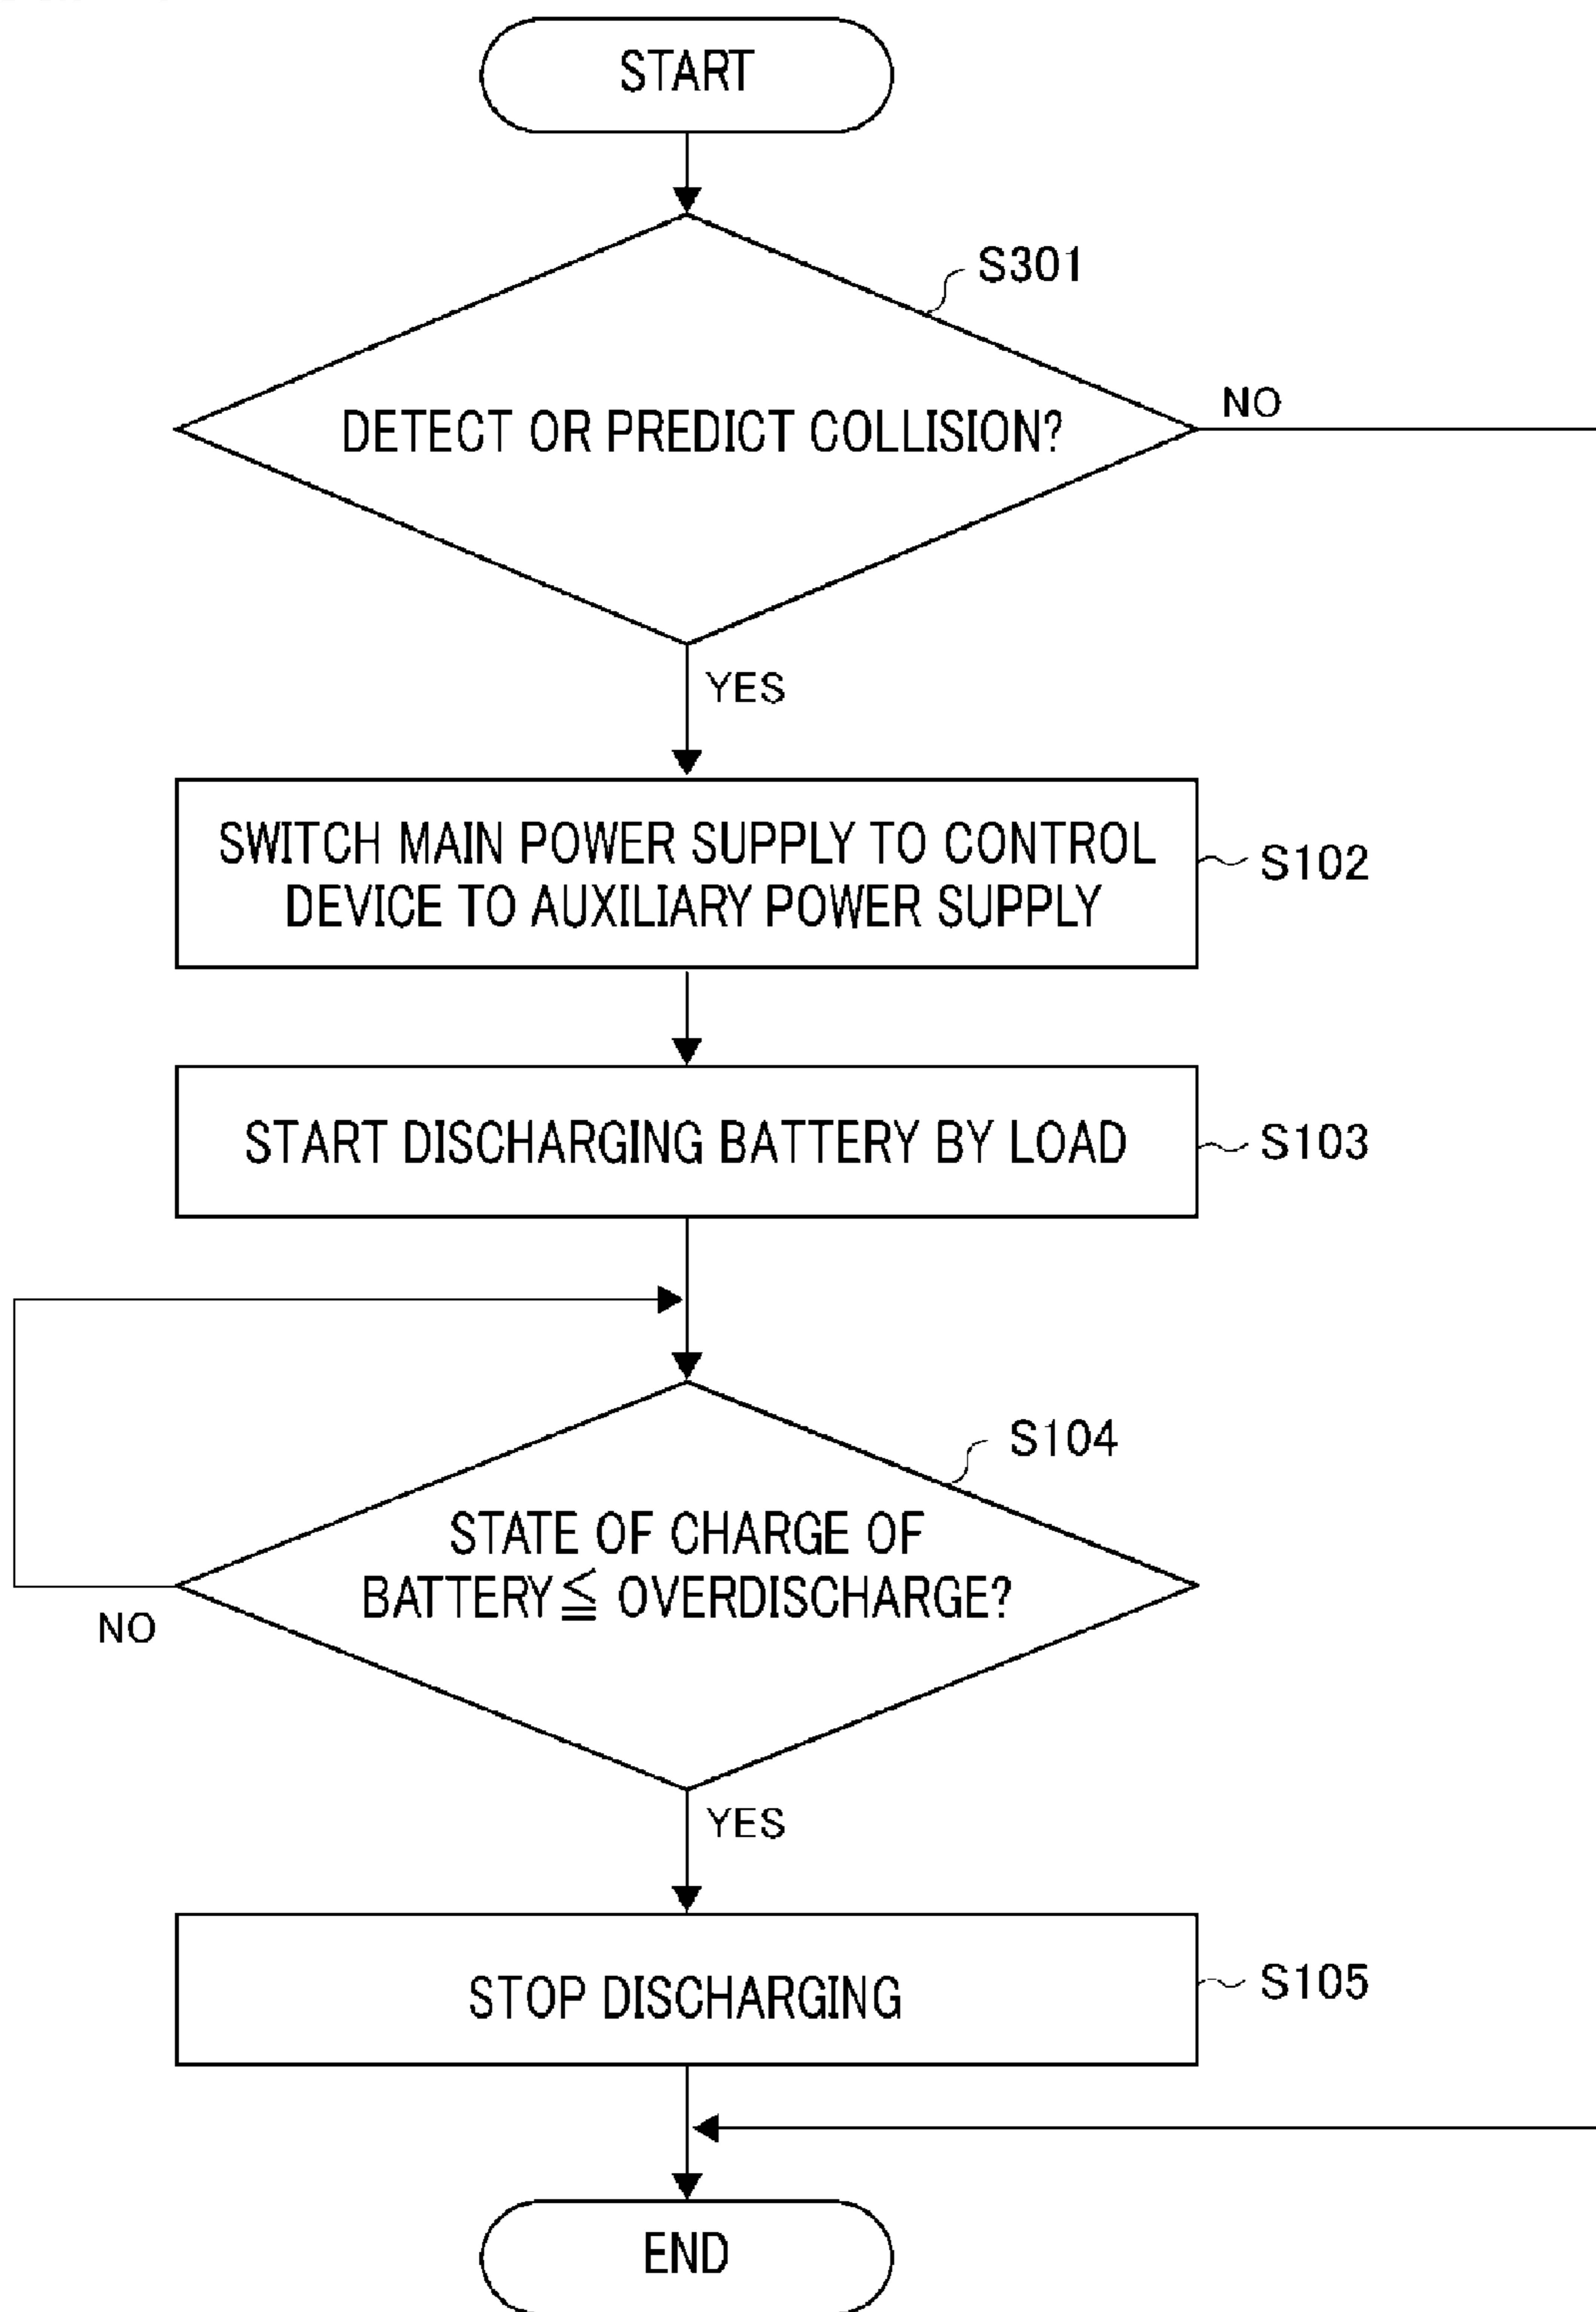 START
S301
DETECT OR PREDICT COLLISION?
NO
YES
SWITCH MAIN POWER SUPPLY TO CONTROL
DEVICE TO AUXILIARY POWER SUPPLY
S102
START DISCHARGING BATTERY BY LOAD
S103
S104
STATE OF CHARGE OF
BATTERY≦ OVERDISCHARGE?
NO
YES
STOP DISCHARGING
S105
END